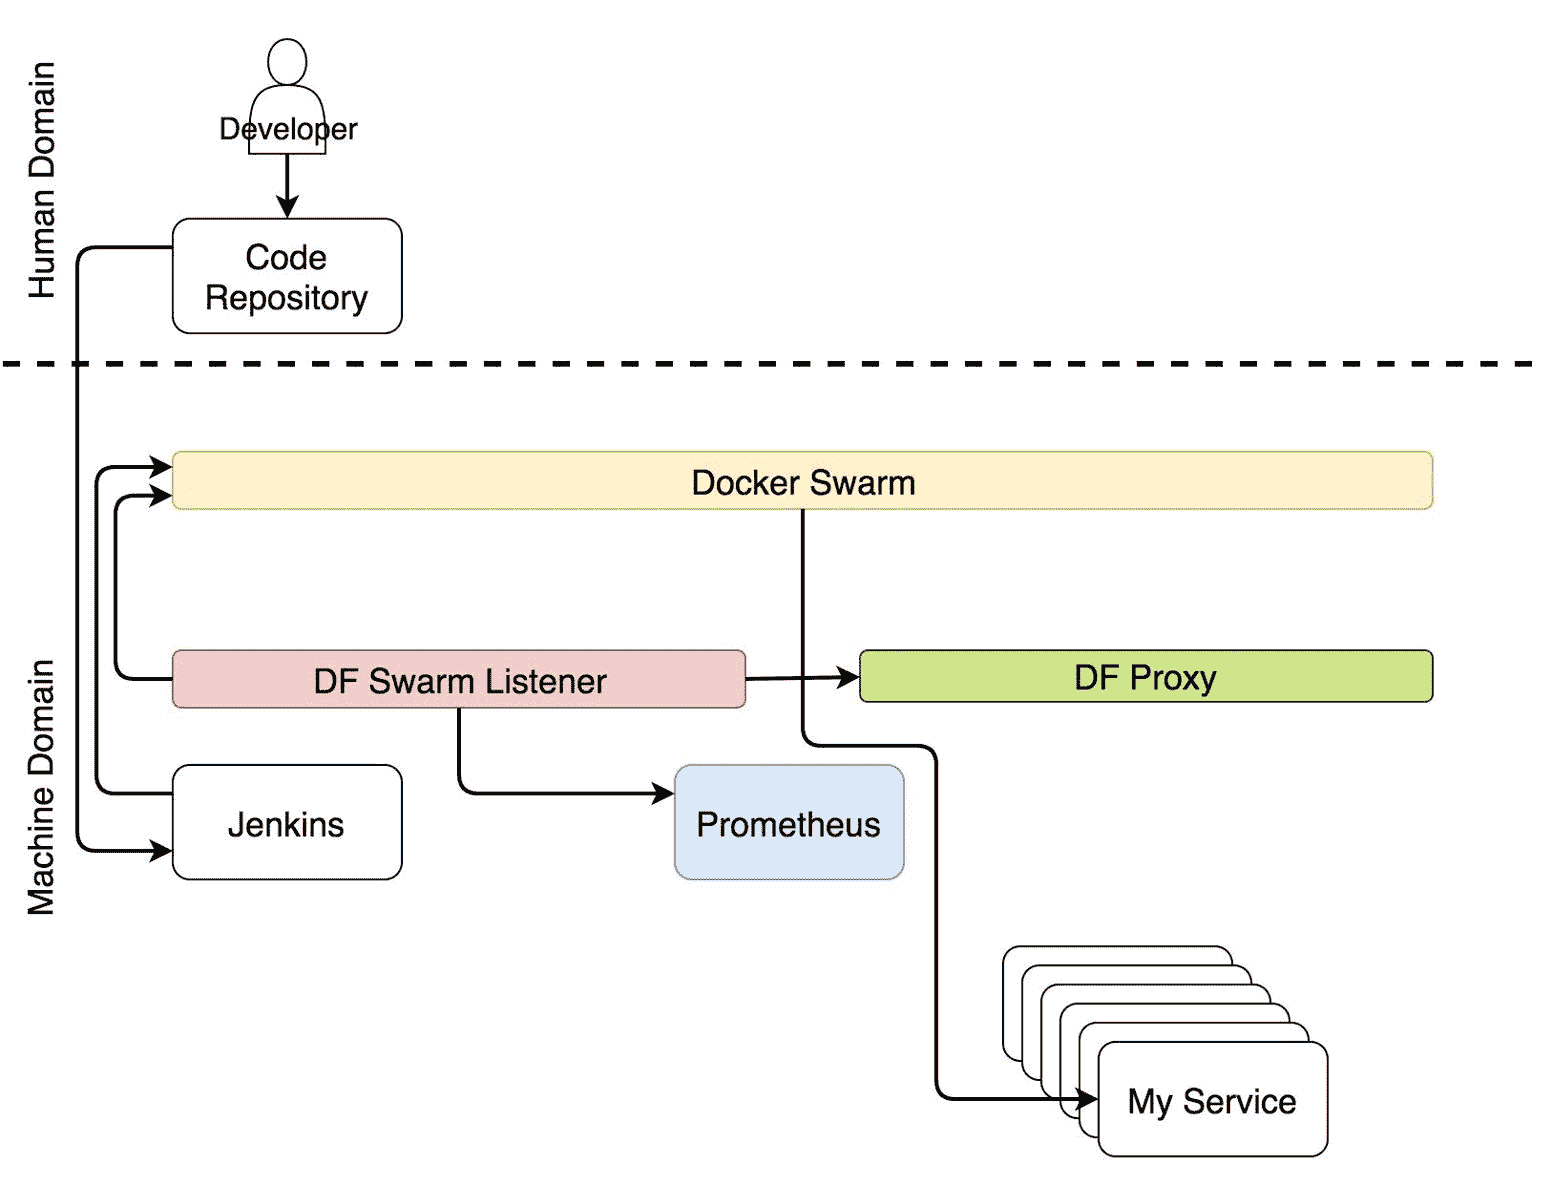 Human Domain
Developer
Code
Repository
Docker Swarm
DF Swarm Listener
DF Proxy
Machine Domain
Jenkins
Prometheus
My Service